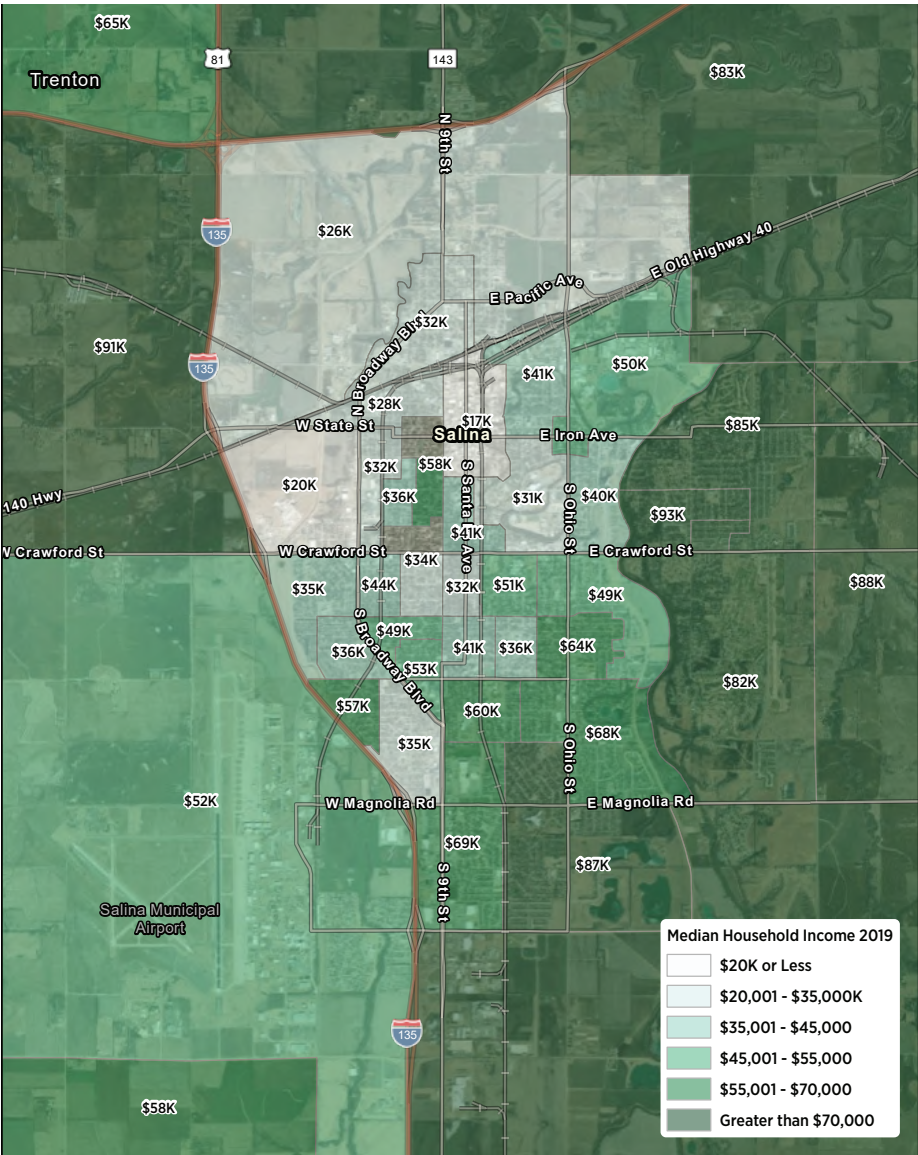 $65K
81
143
Trenton
$83K
N 9th St
$26K
135
E Old Highway 40
E Pacific Ave
$32K
N Broadway Blvd
$91K
135
$50K
$41K
$28K
$17K
W State St
Salina
E Iron Ave
$85K
$32K
$58K
$20K
$36K
S Santa Fe Ave
$31K
S Ohio St
$40K
140 Hwy
$93K
$41K
W Crawford St
W Crawford St
E Crawford St
$34K
$35K
$44K
$32K
$51K
$49K
$88K
S Broadway Blvd
$49K
$36K
$41K
$36K
$64K
$53K
$82K
$57K
$60K
$35K
S Ohio St
$68K
$52K
W Magnolia Rd
E Magnolia Rd
$69K
$87K
S 9th St
Salina Municipal
Airport
135
$58K
Median Household Income 2019
$20K or Less
$20,001 - $35,000K
$35,001 - $45,000
$45,001 - $55,000
$55,001 - $70,000
Greater than $70,000